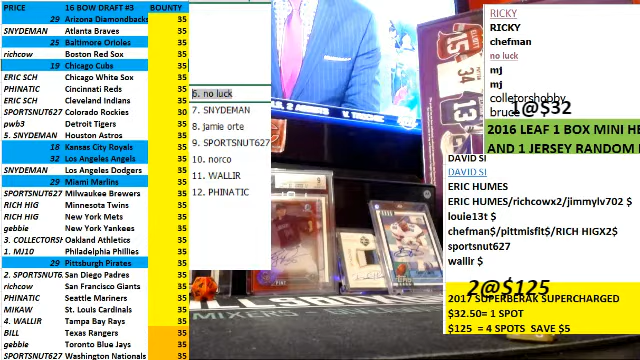 PRICE 16 BOW DRAFT #3 BOUNTY
29 Arizona Diamondbacks 35
SNYDEMAN Atlanta Braves 35
25 Baltimore Orioles 35
richcow Boston Red Sox 35
19 Chicago Cubs 35
ERIC SCH Chicago White Sox 35
PHINATIC Cincinnati Reds 35
ERIC SCH Cleveland Indians 35
SPORTSNUT627 Colorado Rockies 30
pwb3 Detroit Tigers 35
5. SNYDEMAN Houston Astros 35
18 Kansas City Royals 35
32 Los Angeles Angels 35
SNYDEMAN Los Angeles Dodgers 35
29 Miami Marlins 35
SPORTSNUT Milwaukee Brewers 35
RICH HIG Minnesota Twins 35
RICH HIG New York Mets 35
gebbie New York Yankees 35
3. COLLECTORS Oakland Athletics 35
1. MJ10 Philadelphia Phillies 35
29 Pittsburgh Pirates 35
2. SPORTSNUT6 San Diego Padres 35
richcow San Francisco Giants 35
PHINATIC Seattle Mariners 35
MIKAW St. Louis Cardinals 35
4. WALLIR Tampa Bay Rays 35
BILL Texas Rangers 35
gebbie Toronto Blue Jays 35
SPORTSNUT Washington Nationals 35
6. no luck
7. SNYDEMAN
8. jamie orte
9. SPORTSNUT627
10. norco
11. WALLIR
12. PHINATIC
RICKY
RICKY
chefman
no luck
mj
mj
colletorshobby
bruce
1@$32
2016 LEAF 1 BOX MINI HE
AND 1 JERSEY RANDOM
DAVID SI
DAVID SI
ERIC HUMES
ERIC HUMES/richcowx2/jimmylv702 $
louie13t $
chefman$/pittmisfit$/RICH HIGX2$
sportsnut627
wallir $
2@$125
2017 SUPERBERAK SUPERCHARGED
$32.50= 1 SPOT
$125 = 4 SPOTS SAVE $5